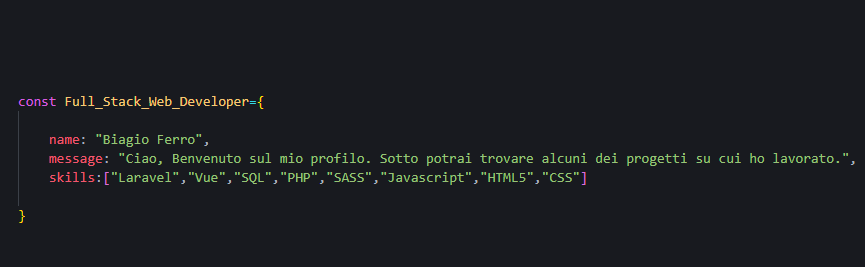 const Full_Stack_Web_Developer={
name: "Biagio Ferro",
message: "Ciao, Benvenuto sul mio profilo. Sotto potrai trovare alcuni dei progetti su cui ho lavorato.",
skills:["Laravel","Vue","SQL","PHP","SASS","Javascript","HTML5","CSS"]
}